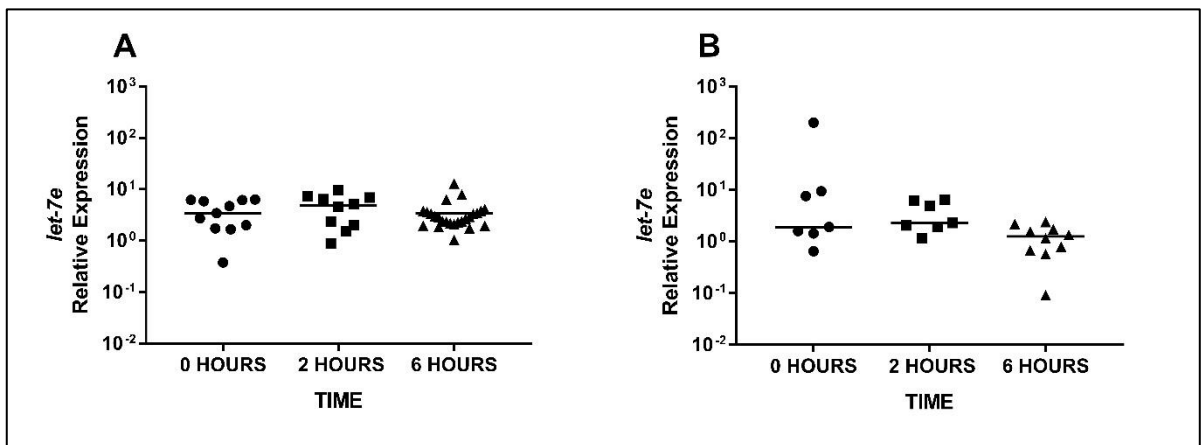 A
let-7e
Relative Expression
10³
10²
10¹
10⁰
10⁻¹
10⁻²
0 HOURS 2 HOURS 6 HOURS
TIME
B
let-7e
Relative Expression
10³
10²
10¹
10⁰
10⁻¹
10⁻²
0 HOURS 2 HOURS 6 HOURS
TIME